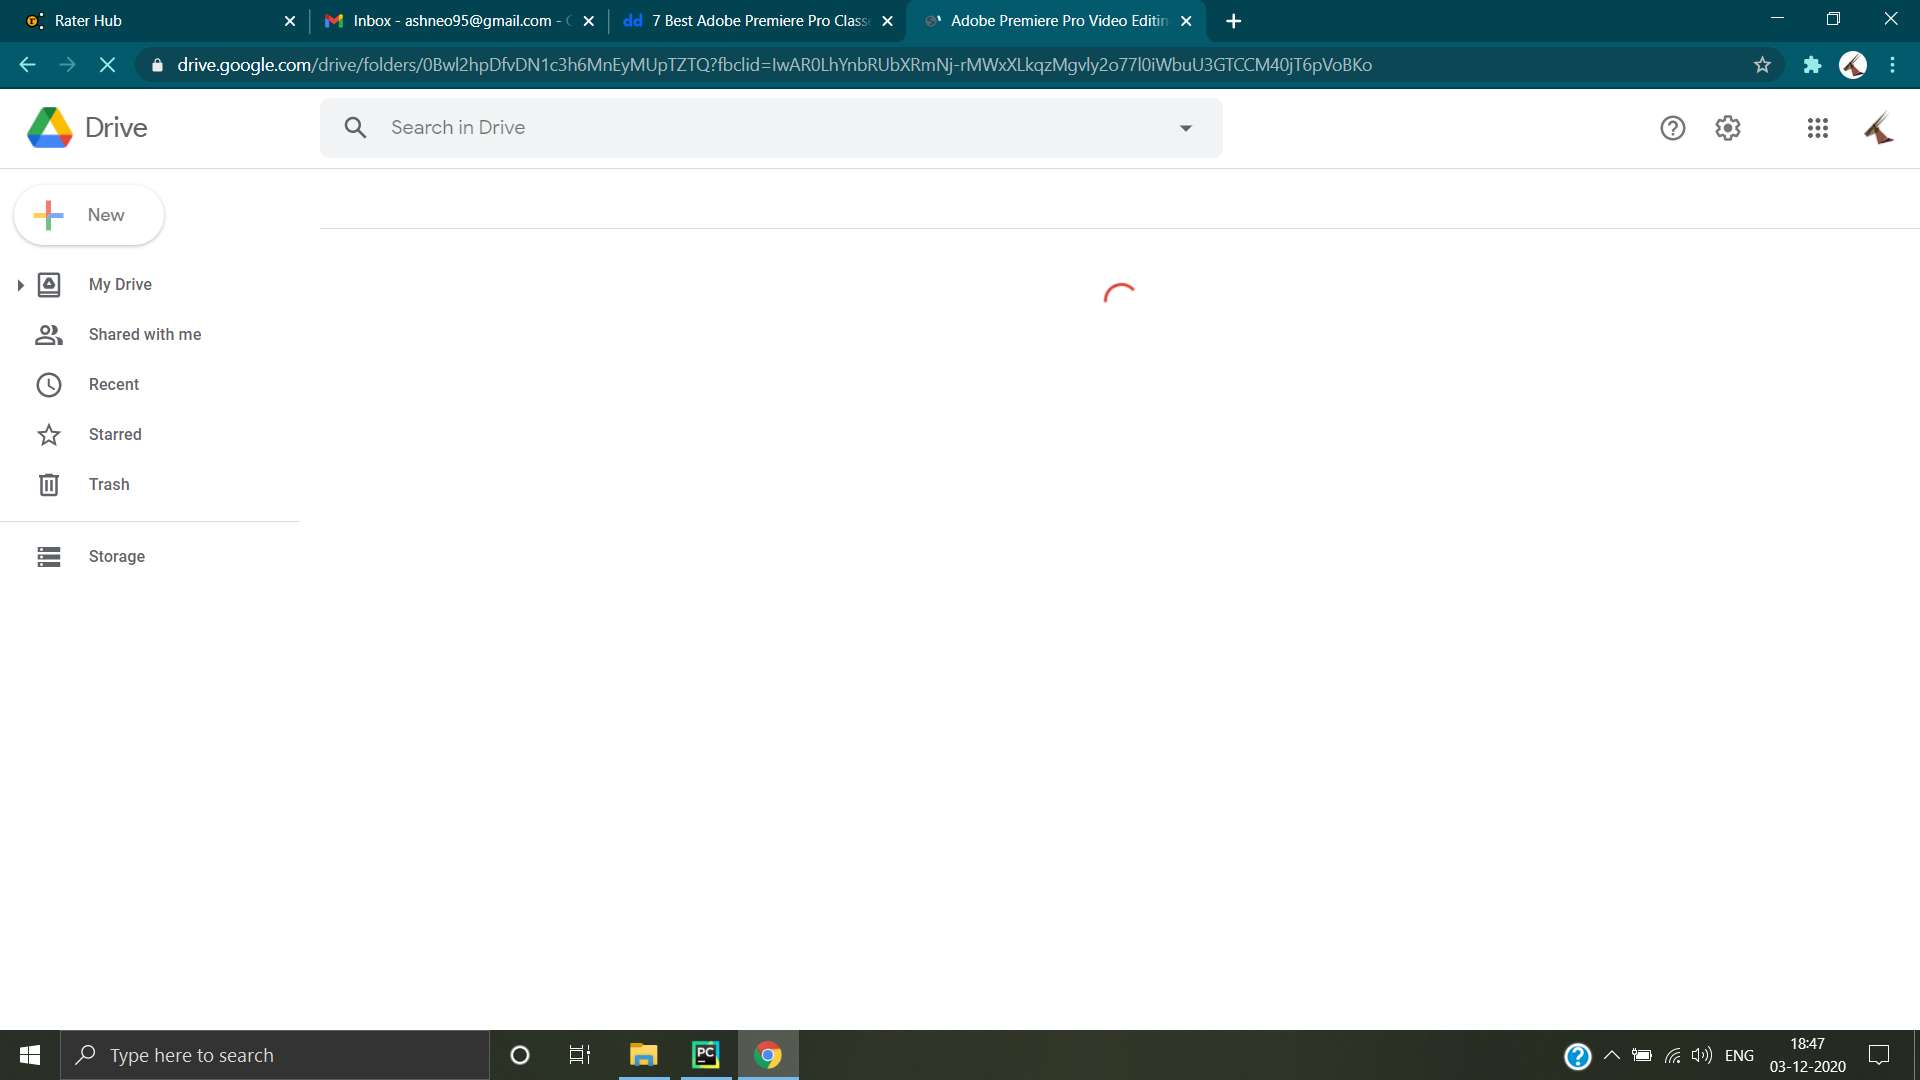 Rater Hub
Inbox - ashneo95@gmail.com -
dd 7 Best Adobe Premiere Pro Class
Adobe Premiere Pro Video Editin
drive.google.com/drive/folders/0Bwl2hpDfvDN1c3h6MnEyMUpTZTQ?fbclid=IwAR0LhYnbRUbXRmNj-rMWxXLkqzMgvly2o77l0iWbuU3GTCCM40jT6pVoBKo
Drive
Search in Drive
New
My Drive
Shared with me
Recent
Starred
Trash
Storage
Type here to search
PC
ENG
18:47
03-12-2020